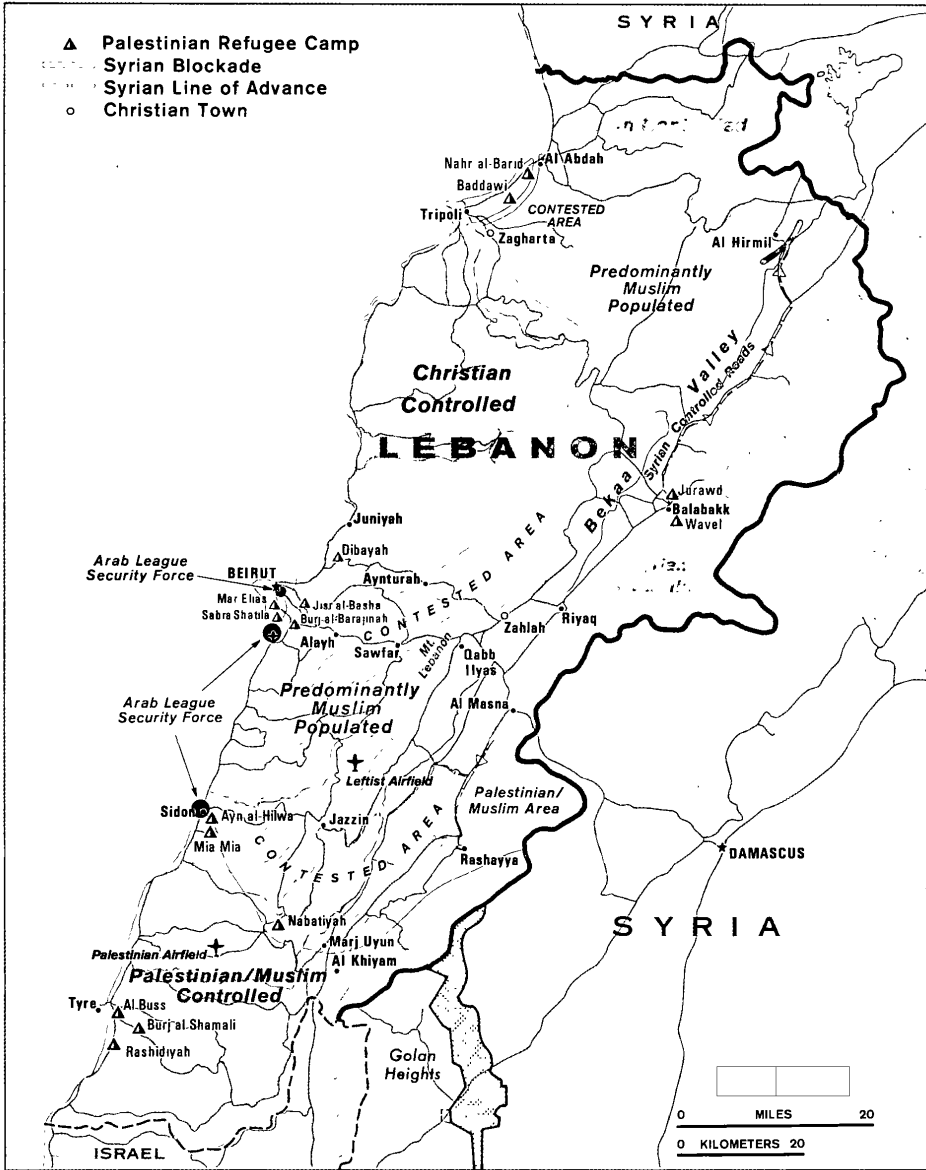 SYRIA
Palestinian Refugee Camp
Syrian Blockade
Syrian Line of Advance
Christian Town
Nahr al-Barid
Al Abdah
Baddawi
Tripoli
CONTESTED
AREA
Zagharta
Al Hirmil
Predominantly
Muslim
Populated
Christian
Controlled
LEBANON
Bekaa Valley
Syrian Controlled Roads
Jurawd
Balabakk
Wavel
Juniyah
Dibayah
Arab League
Security Force
BEIRUT
Aynturah
CONTESTED AREA
Mar Elias
Jisr al-Basha
Sabra Shatila
Burj al-Barajinah
Zahlah
Riyaq
Alayh
Sawfar
Mt.
Lebanon
Qabb
Ilyas
Arab League
Security Force
Predominantly
Muslim
Populated
Al Masna
Leftist Airfield
Palestinian/
Muslim Area
Sidon
Ayn al-Hilwa
Jazzin
Mia Mia
CONTESTED AREA
Rashayya
DAMASCUS
Nabatiyah
SYRIA
Marj Uyun
Palestinian Airfield
Al Khiyam
Palestinian/Muslim
Controlled
Tyre
Al Buss
Burj al Shamali
Rashidiyah
Golan
Heights
0 MILES 20
0 KILOMETERS 20
ISRAEL